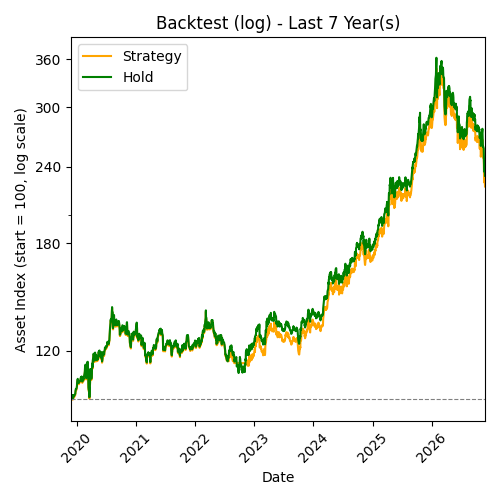 Backtest (log) - Last 7 Year(s)
Strategy
Hold
Asset Index (start = 100, log scale)
360
300
240
180
120
2020
2021
2022
2023
2024
2025
2026
Date